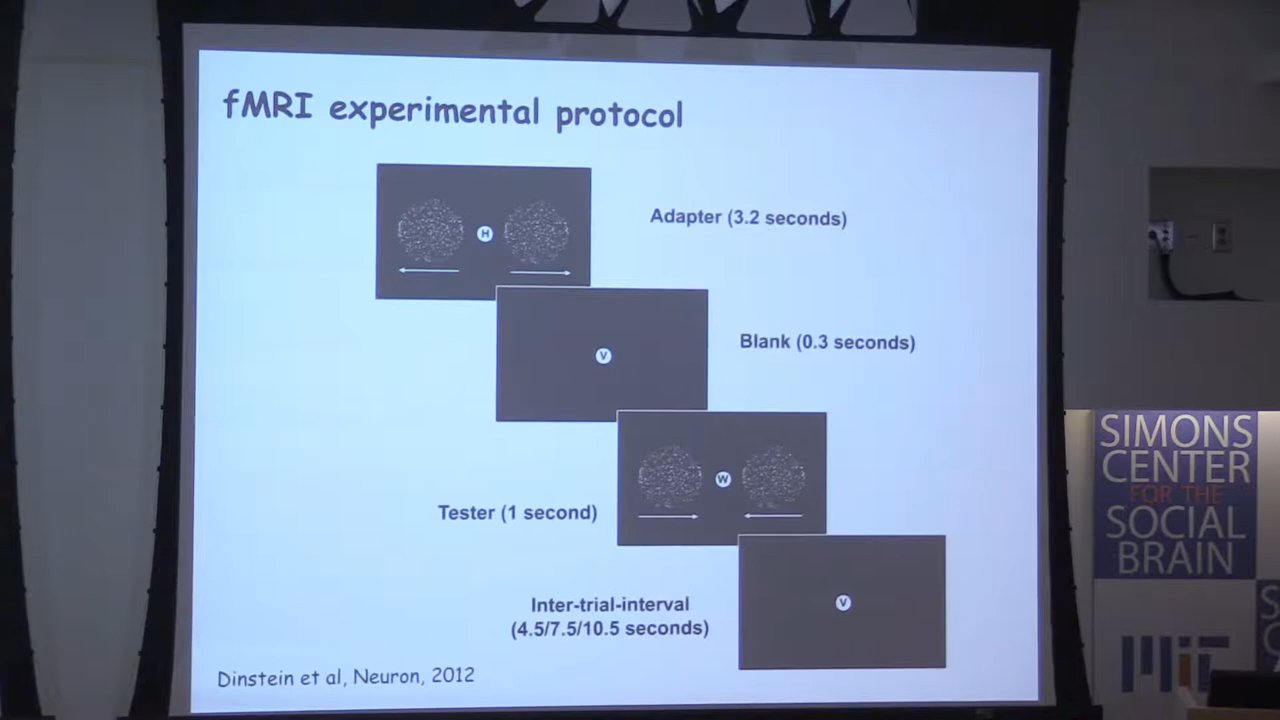 fMRI experimental protocol
H
Adapter (3.2 seconds)
V
Blank (0.3 seconds)
W
Tester (1 second)
Inter-trial-interval
(4.5/7.5/10.5 seconds)
V
Dinstein et al, Neuron, 2012
SIMONS
CENTER
FOR THE
SOCIAL
BRAIN
MIT